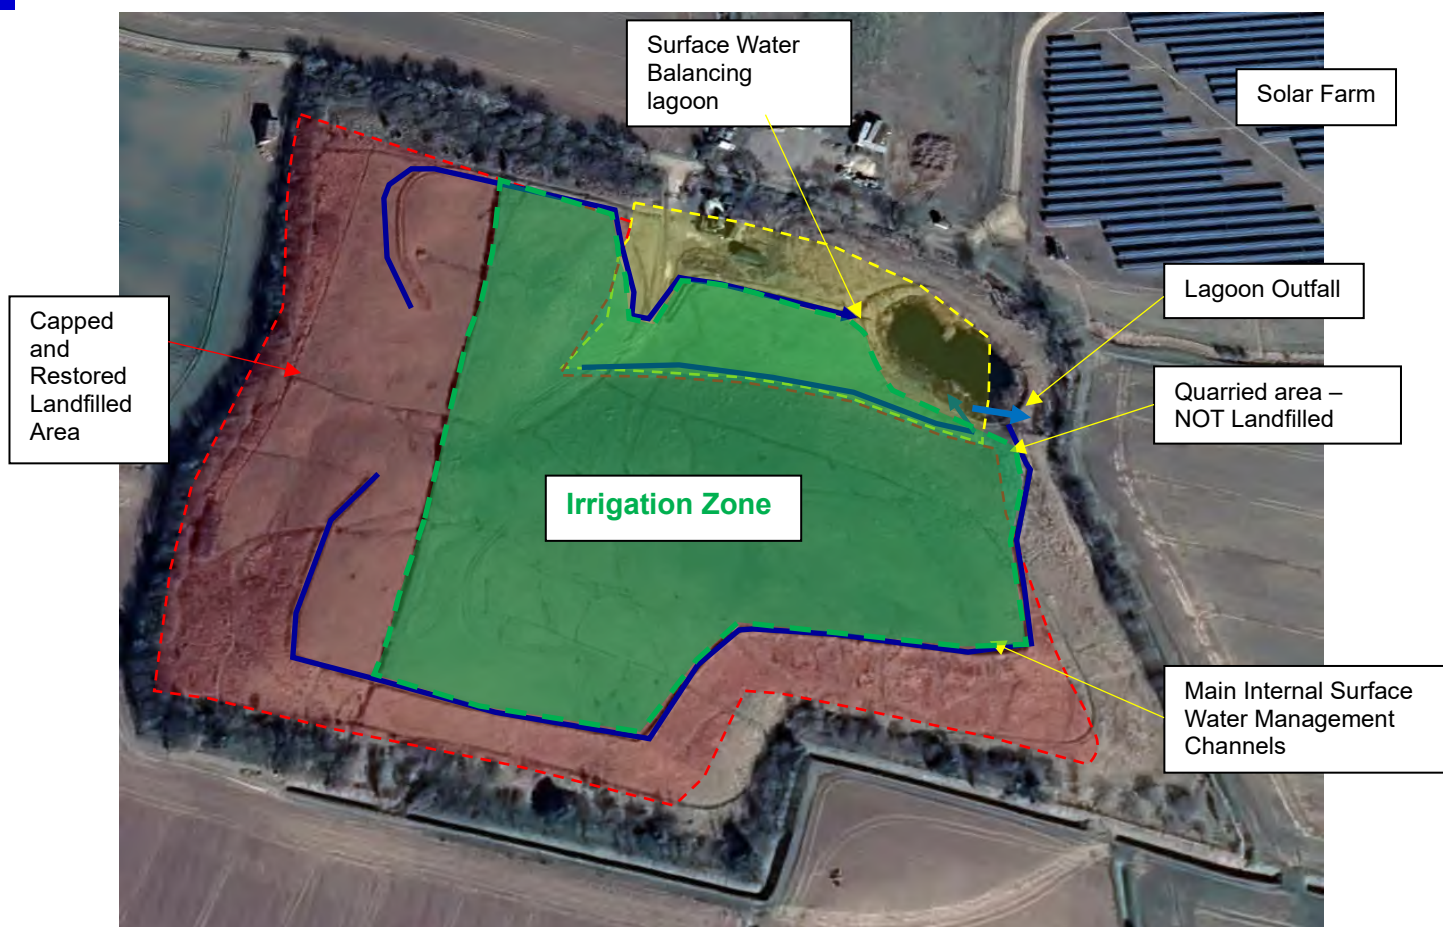 Surface Water
Balancing
lagoon
Solar Farm
Lagoon Outfall
Capped
and
Restored
Landfilled
Area
Quarried area –
NOT Landfilled
Irrigation Zone
Main Internal Surface
Water Management
Channels